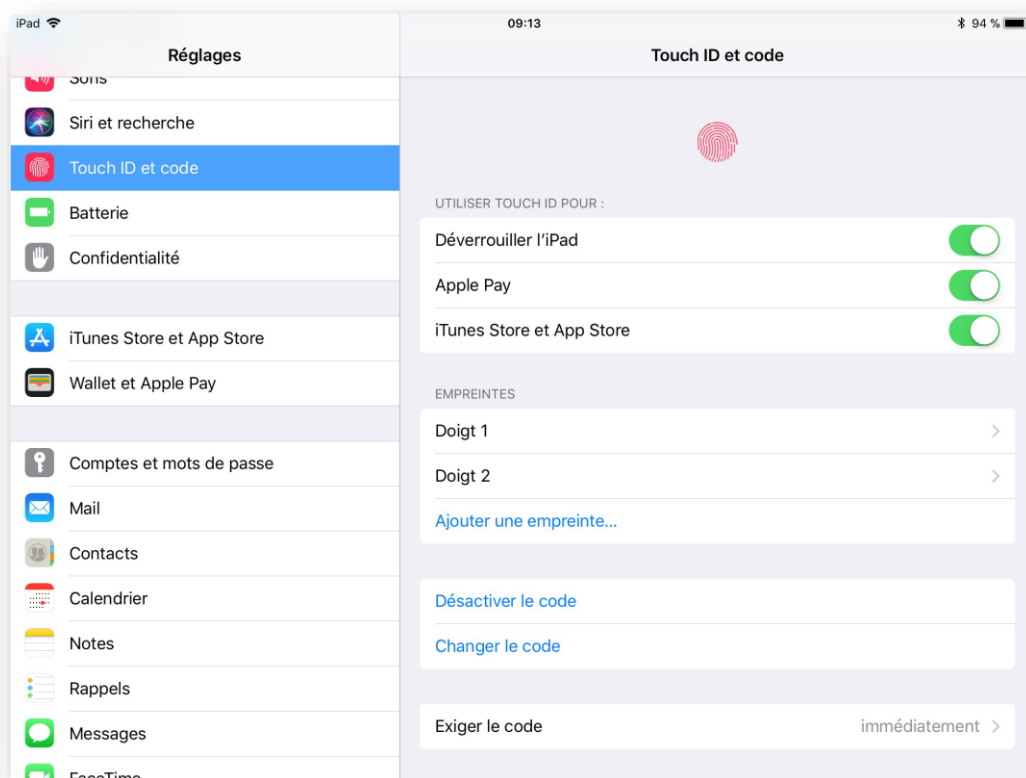 iPad
09:13
94 %
Réglages
Touch ID et code
Sons
Siri et recherche
Touch ID et code
Batterie
Confidentialité
iTunes Store et App Store
Wallet et Apple Pay
Comptes et mots de passe
Mail
Contacts
Calendrier
Notes
Rappels
Messages
FaceTime
UTILISER TOUCH ID POUR :
Déverrouiller l’iPad
Apple Pay
iTunes Store et App Store
EMPREINTES
Doigt 1
Doigt 2
Ajouter une empreinte...
Désactiver le code
Changer le code
Exiger le code immédiatement